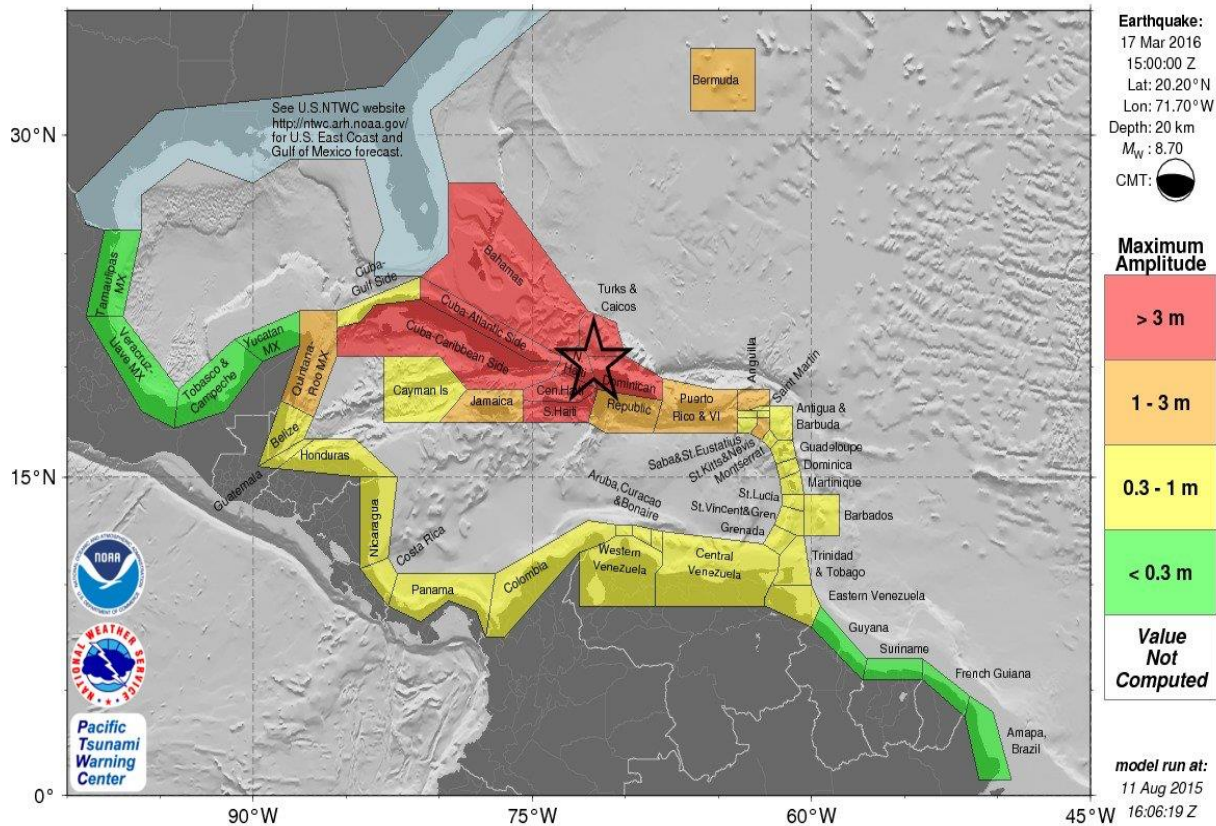 Earthquake:
17 Mar 2016
15:00:00 Z
Lat: 20.20°N
Lon: 71.70°W
Depth: 20 km
MW : 8.70
CMT:
Maximum
Amplitude
> 3 m
1 - 3 m
0.3 - 1 m
< 0.3 m
Value
Not
Computed
model run at:
11 Aug 2015
16:06:19 Z
30°N
15°N
0°
90°W
75°W
60°W
45°W
See U.S.NTWC website
http://ntwc.arh.noaa.gov/
for U.S. East Coast and
Gulf of Mexico forecast.
Bermuda
Bahamas
Turks &
Caicos
Cuba-
Gulf Side
Cuba-Atlantic Side
Cuba-Caribbean Side
Tamaulipas
MX
Veracruz-
Llave MX
Tobasco &
Campeche
Yucatan
MX
Quintana-
Roo MX
Belize
Cayman Is
Jamaica
Cen.Haiti
S.Haiti
Dominican
Republic
Puerto
Rico & VI
Anguilla
Saint Martin
Antigua &
Barbuda
Saba&St.Eustatius
St.Kitts&Nevis
Montserrat
Guadeloupe
Dominica
Martinique
St.Lucia
St.Vincent&Gren
Grenada
Barbados
Aruba,Curacao
&Bonaire
Guatemala
Honduras
Nicaragua
Costa Rica
Panama
Colombia
Western
Venezuela
Central
Venezuela
Trinidad
& Tobago
Eastern Venezuela
Guyana
Suriname
French Guiana
Amapa,
Brazil
NOAA
NATIONAL WEATHER SERVICE
Pacific
Tsunami
Warning
Center